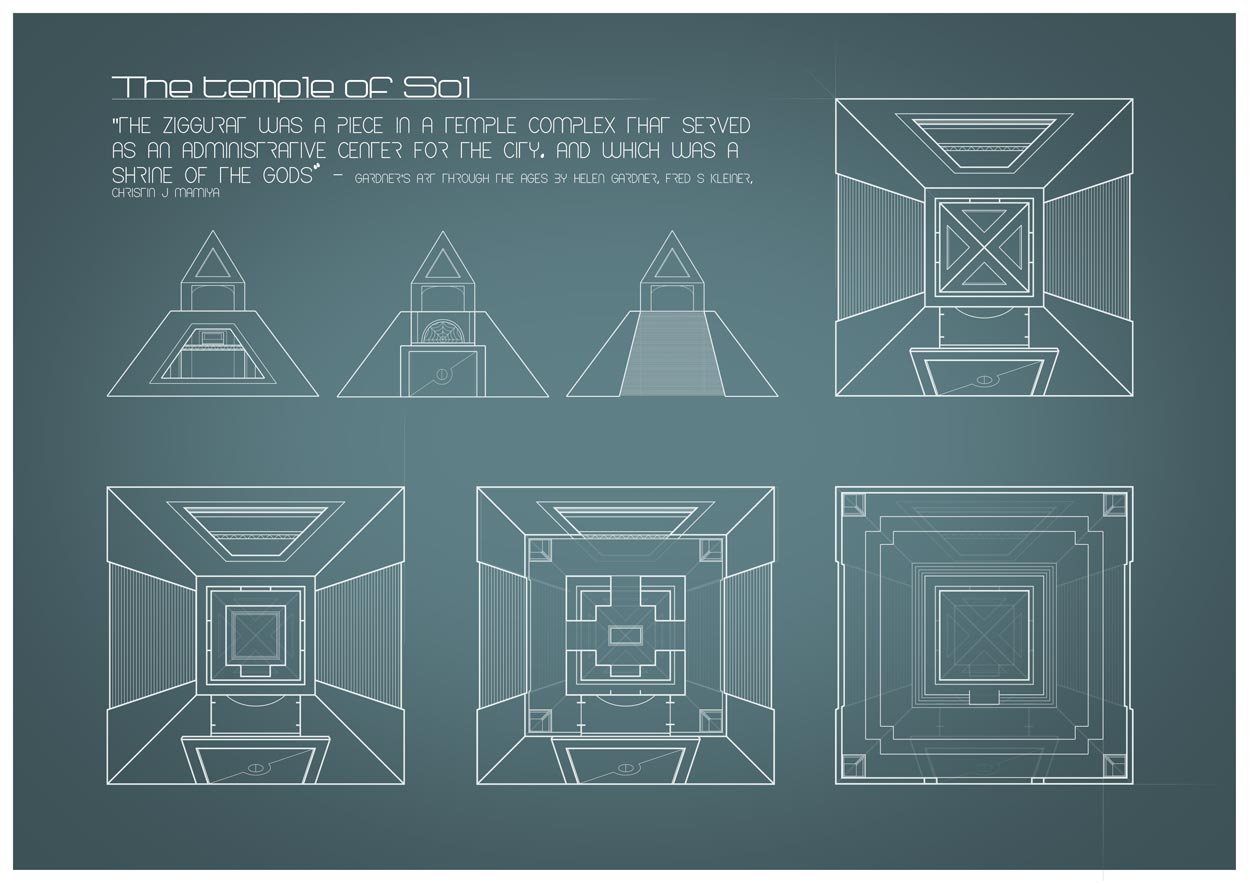 The temple of Sol
"THE ZIGGURAT WAS A PIECE IN A TEMPLE COMPLEX THAT SERVED
AS AN ADMINISTRATIVE CENTER FOR THE CITY. AND WHICH WAS A
SHRINE OF THE GODS" - GARDNER'S ART THROUGH THE AGES BY HELEN GARDNER, FRED S KLEINER,
CHRISTIN J MAMIYA